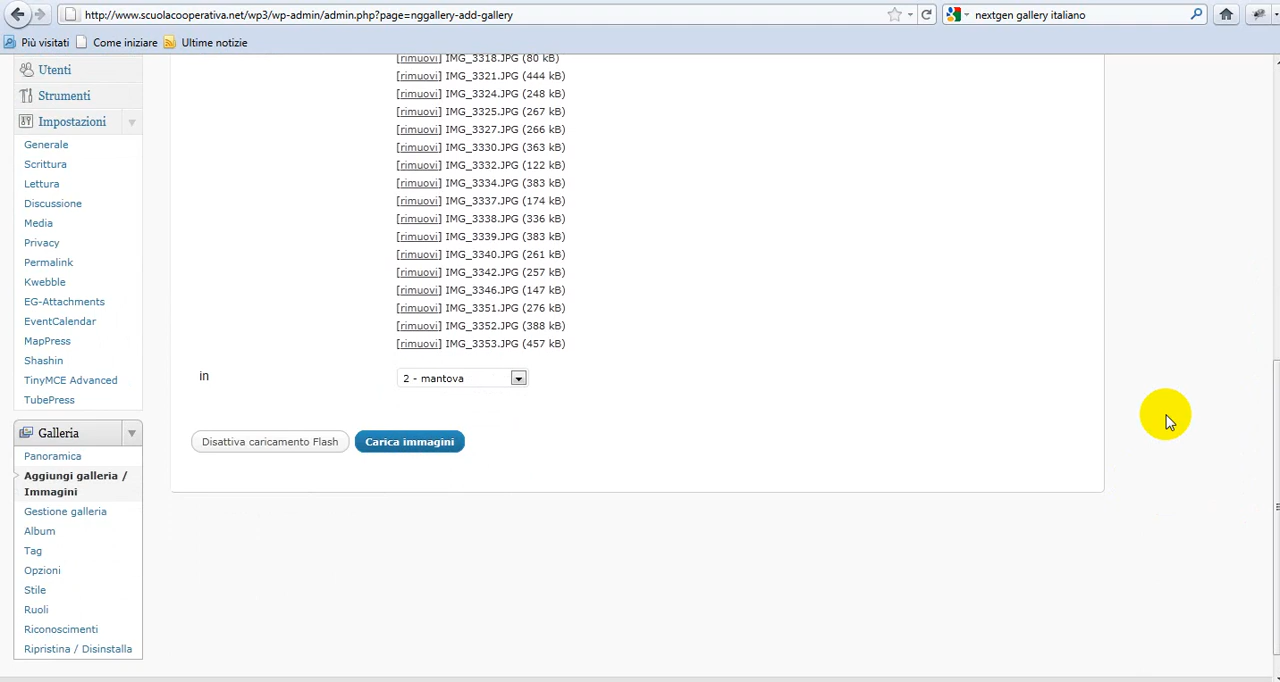 http://www.scuolacooperativa.net/wp3/wp-admin/admin.php?page=nggallery-add-gallery
nextgen gallery italiano
Più visitati
Come iniziare
Ultime notizie
Utenti
Strumenti
Impostazioni
Generale
Scrittura
Lettura
Discussione
Media
Privacy
Permalink
Kwebble
EG-Attachments
EventCalendar
MapPress
Shashin
TinyMCE Advanced
TubePress
Galleria
Panoramica
Aggiungi galleria /
Immagini
Gestione galleria
Album
Tag
Opzioni
Stile
Ruoli
Riconoscimenti
Ripristina / Disinstalla
[rimuovi] IMG_3318.JPG (80 kB)
[rimuovi] IMG_3321.JPG (444 kB)
[rimuovi] IMG_3324.JPG (248 kB)
[rimuovi] IMG_3325.JPG (267 kB)
[rimuovi] IMG_3327.JPG (266 kB)
[rimuovi] IMG_3330.JPG (363 kB)
[rimuovi] IMG_3332.JPG (122 kB)
[rimuovi] IMG_3334.JPG (383 kB)
[rimuovi] IMG_3337.JPG (174 kB)
[rimuovi] IMG_3338.JPG (336 kB)
[rimuovi] IMG_3339.JPG (383 kB)
[rimuovi] IMG_3340.JPG (261 kB)
[rimuovi] IMG_3342.JPG (257 kB)
[rimuovi] IMG_3346.JPG (147 kB)
[rimuovi] IMG_3351.JPG (276 kB)
[rimuovi] IMG_3352.JPG (388 kB)
[rimuovi] IMG_3353.JPG (457 kB)
in
2 - mantova
Disattiva caricamento Flash
Carica immagini